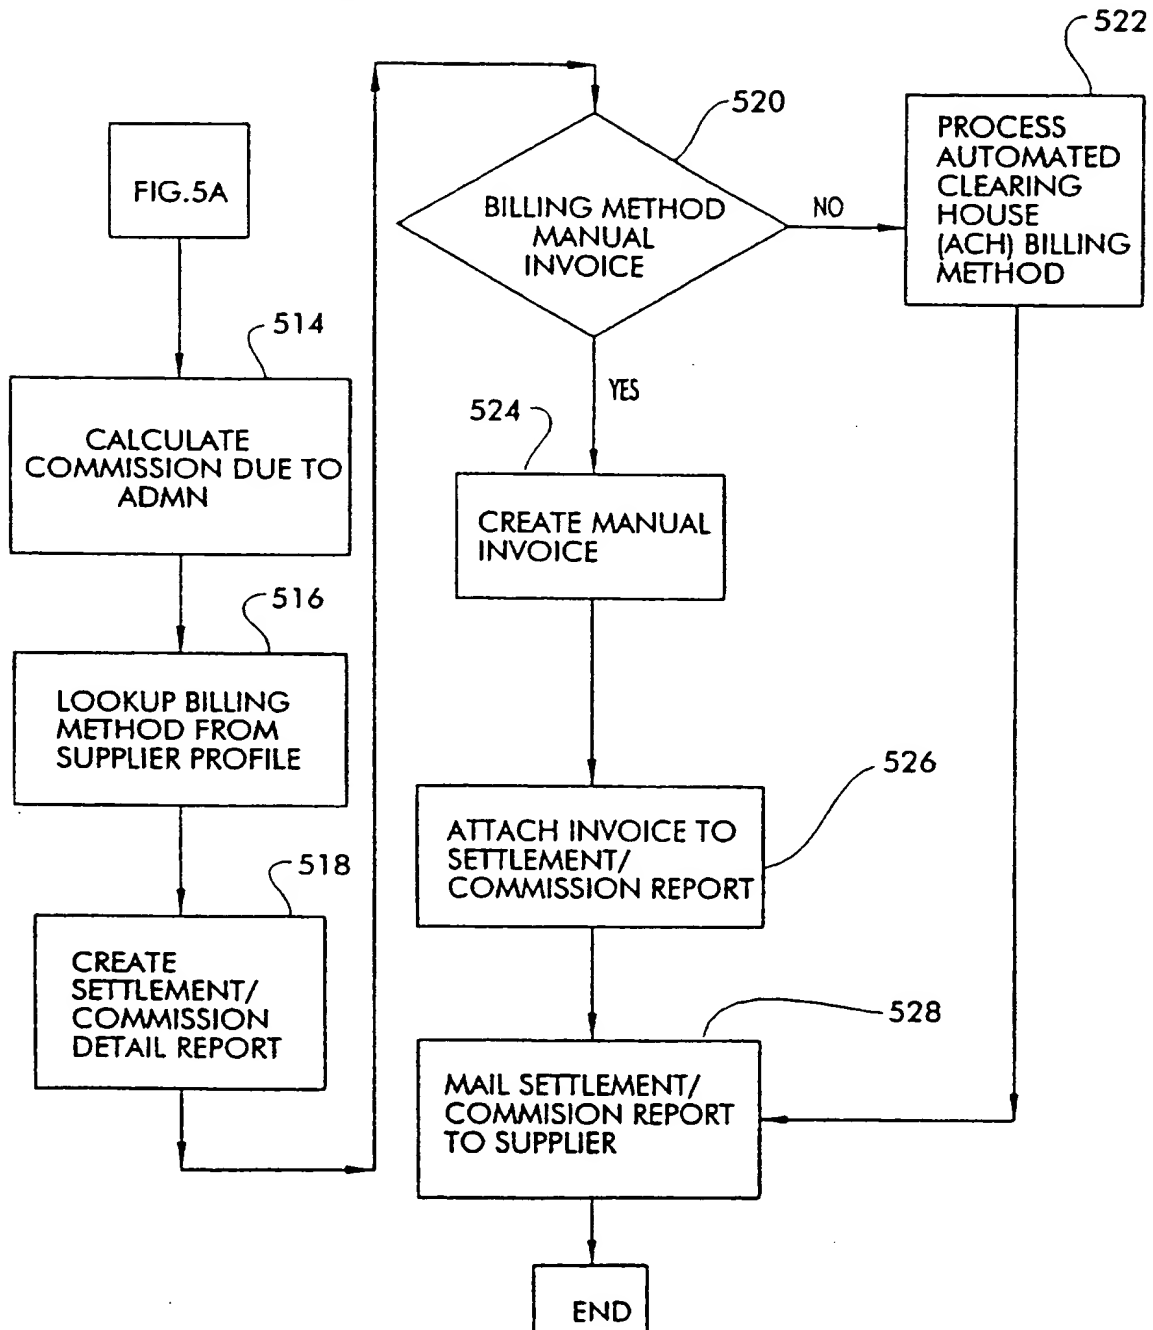 FIG.5A
514
CALCULATE
COMMISSION DUE TO
ADMN
516
LOOKUP BILLING
METHOD FROM
SUPPLIER PROFILE
518
CREATE
SETTLEMENT/
COMMISSION
DETAIL REPORT
520
BILLING METHOD
MANUAL
INVOICE
NO
YES
522
PROCESS
AUTOMATED
CLEARING
HOUSE
(ACH) BILLING
METHOD
524
CREATE MANUAL
INVOICE
526
ATTACH INVOICE TO
SETTLEMENT/
COMMISSION REPORT
528
MAIL SETTLEMENT/
COMMISION REPORT
TO SUPPLIER
END